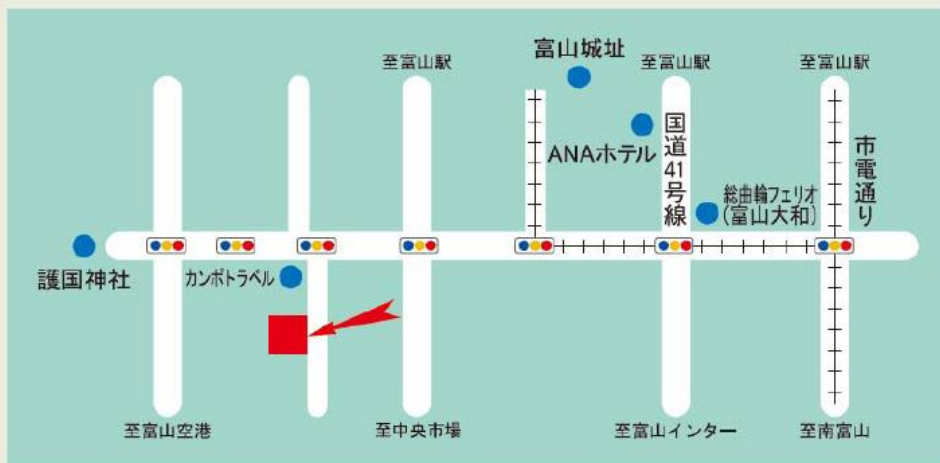 富山城址
至富山駅
至富山駅
至富山駅
ANAホテル
国道41号線
市電通り
総曲輪フェリオ
(富山大和)
護国神社
カンポトラベル
至富山空港
至中央市場
至富山インター
至南富山